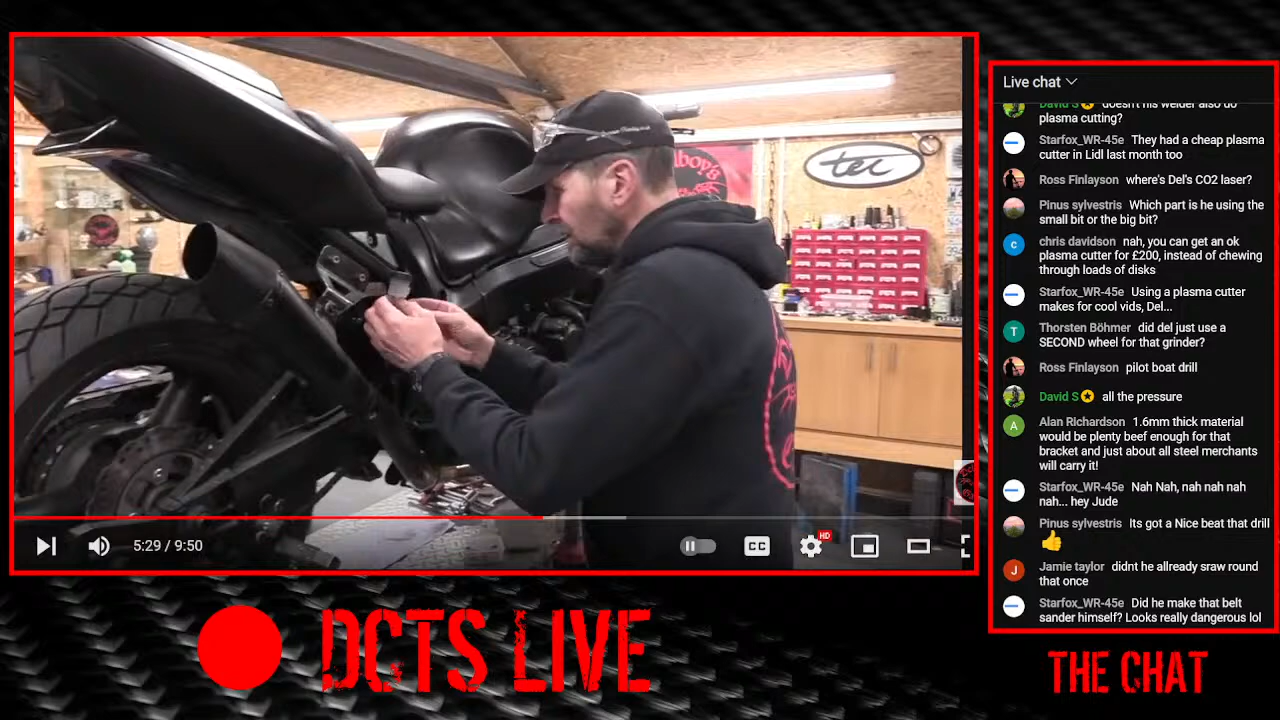 tec
5:29 / 9:50
CC
HD
DCTS LIVE
Live chat
David S doesn't his welder also do
plasma cutting?
Starfox_WR-45e They had a cheap plasma
cutter in Lidl last month too
Ross Finlayson where's Del's CO2 laser?
Pinus sylvestris Which part is he using the
small bit or the big bit?
c chris davidson nah, you can get an ok
plasma cutter for £200, instead of chewing
through loads of disks
Starfox_WR-45e Using a plasma cutter
makes for cool vids, Del...
T Thorsten Böhmer did del just use a
SECOND wheel for that grinder?
Ross Finlayson pilot boat drill
David S all the pressure
A Alan Richardson 1.6mm thick material
would be plenty beef enough for that
bracket and just about all steel merchants
will carry it!
Starfox_WR-45e Nah Nah, nah nah nah
nah... hey Jude
Pinus sylvestris Its got a Nice beat that drill
J Jamie taylor didnt he allready sraw round
that once
Starfox_WR-45e Did he make that belt
sander himself? Looks really dangerous lol
THE CHAT